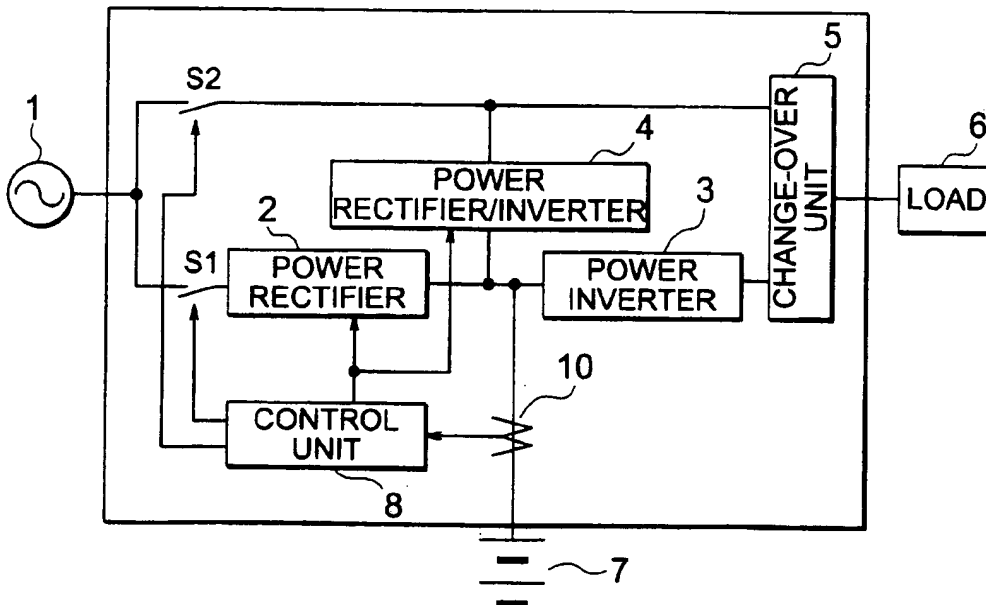 5
S2
1
4
6
POWER
RECTIFIER/INVERTER
CHANGE-OVER
UNIT
LOAD
2
3
S1
POWER
RECTIFIER
POWER
INVERTER
10
CONTROL
UNIT
8
7